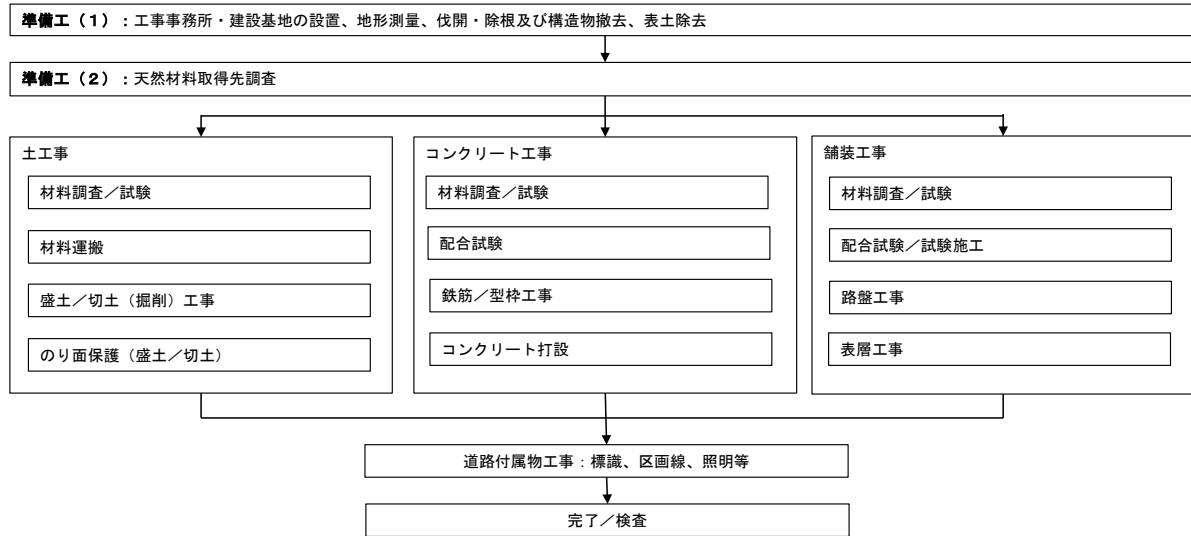 準備工(1):工事事務所・建設基地の設置、地形測量、伐開・除根及び構造物撤去、表土除去
準備工(2):天然材料取得先調査
土工事
材料調査/試験
材料運搬
盛土/切土(掘削)工事
のり面保護(盛土/切土)
コンクリート工事
材料調査/試験
配合試験
鉄筋/型枠工事
コンクリート打設
舗装工事
材料調査/試験
配合試験/試験施工
路盤工事
表層工事
道路付属物工事:標識、区画線、照明等
完了/検査